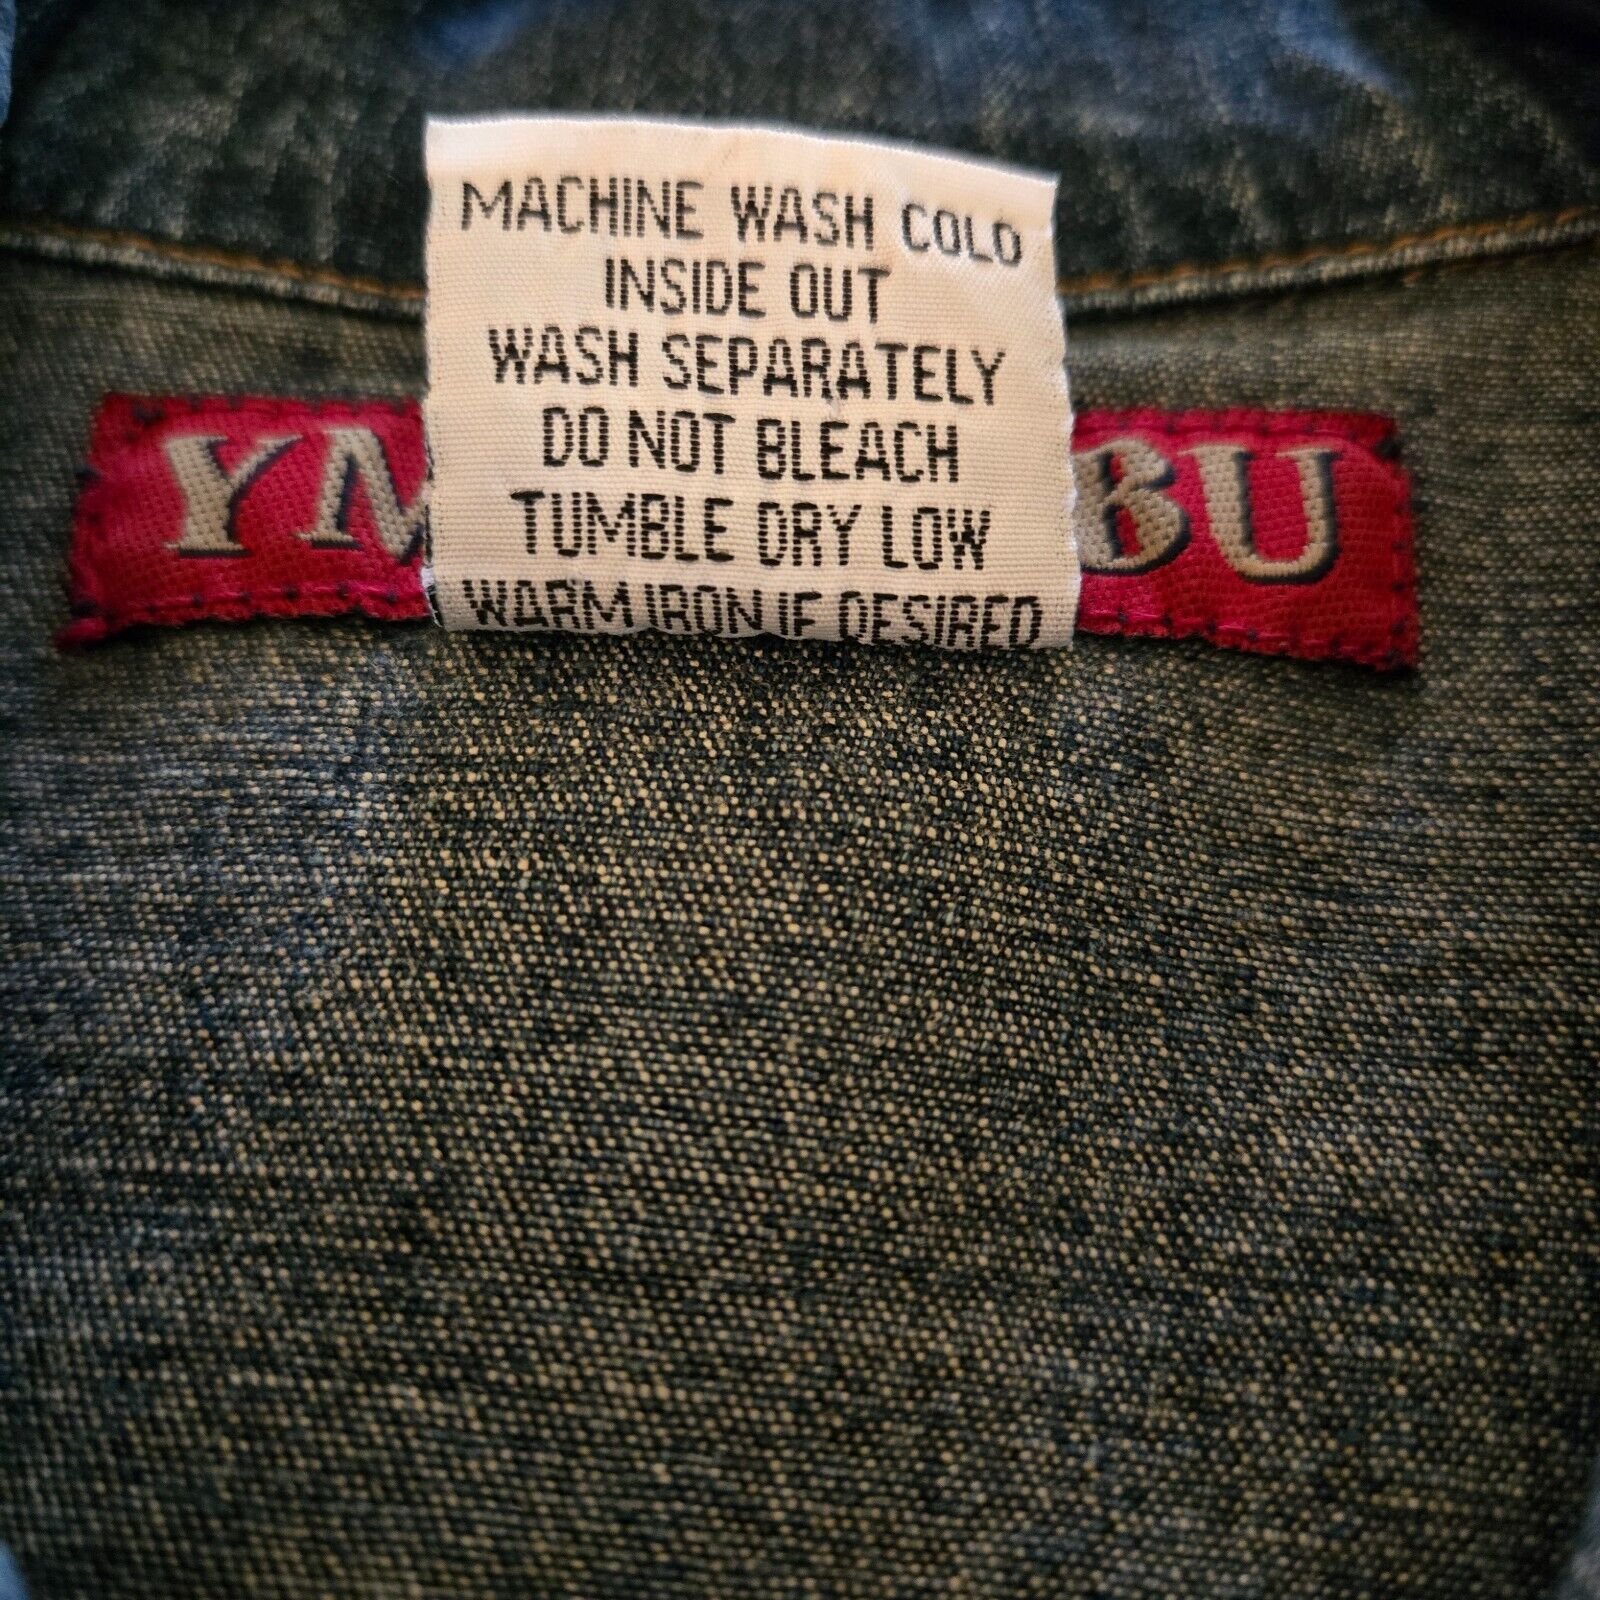 MACHINE WASH COLD
INSIDE OUT
WASH SEPARATELY
DO NOT BLEACH
TUMBLE DRY LOW
WARM IRON IF DESIRED
YM BU